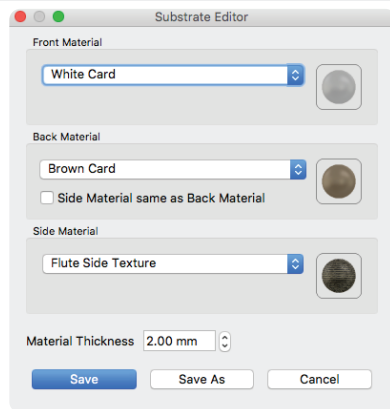 Substrate Editor
Front Material
White Card
Back Material
Brown Card
Side Material same as Back Material
Side Material
Flute Side Texture
Material Thickness 2.00 mm
Save Save As Cancel